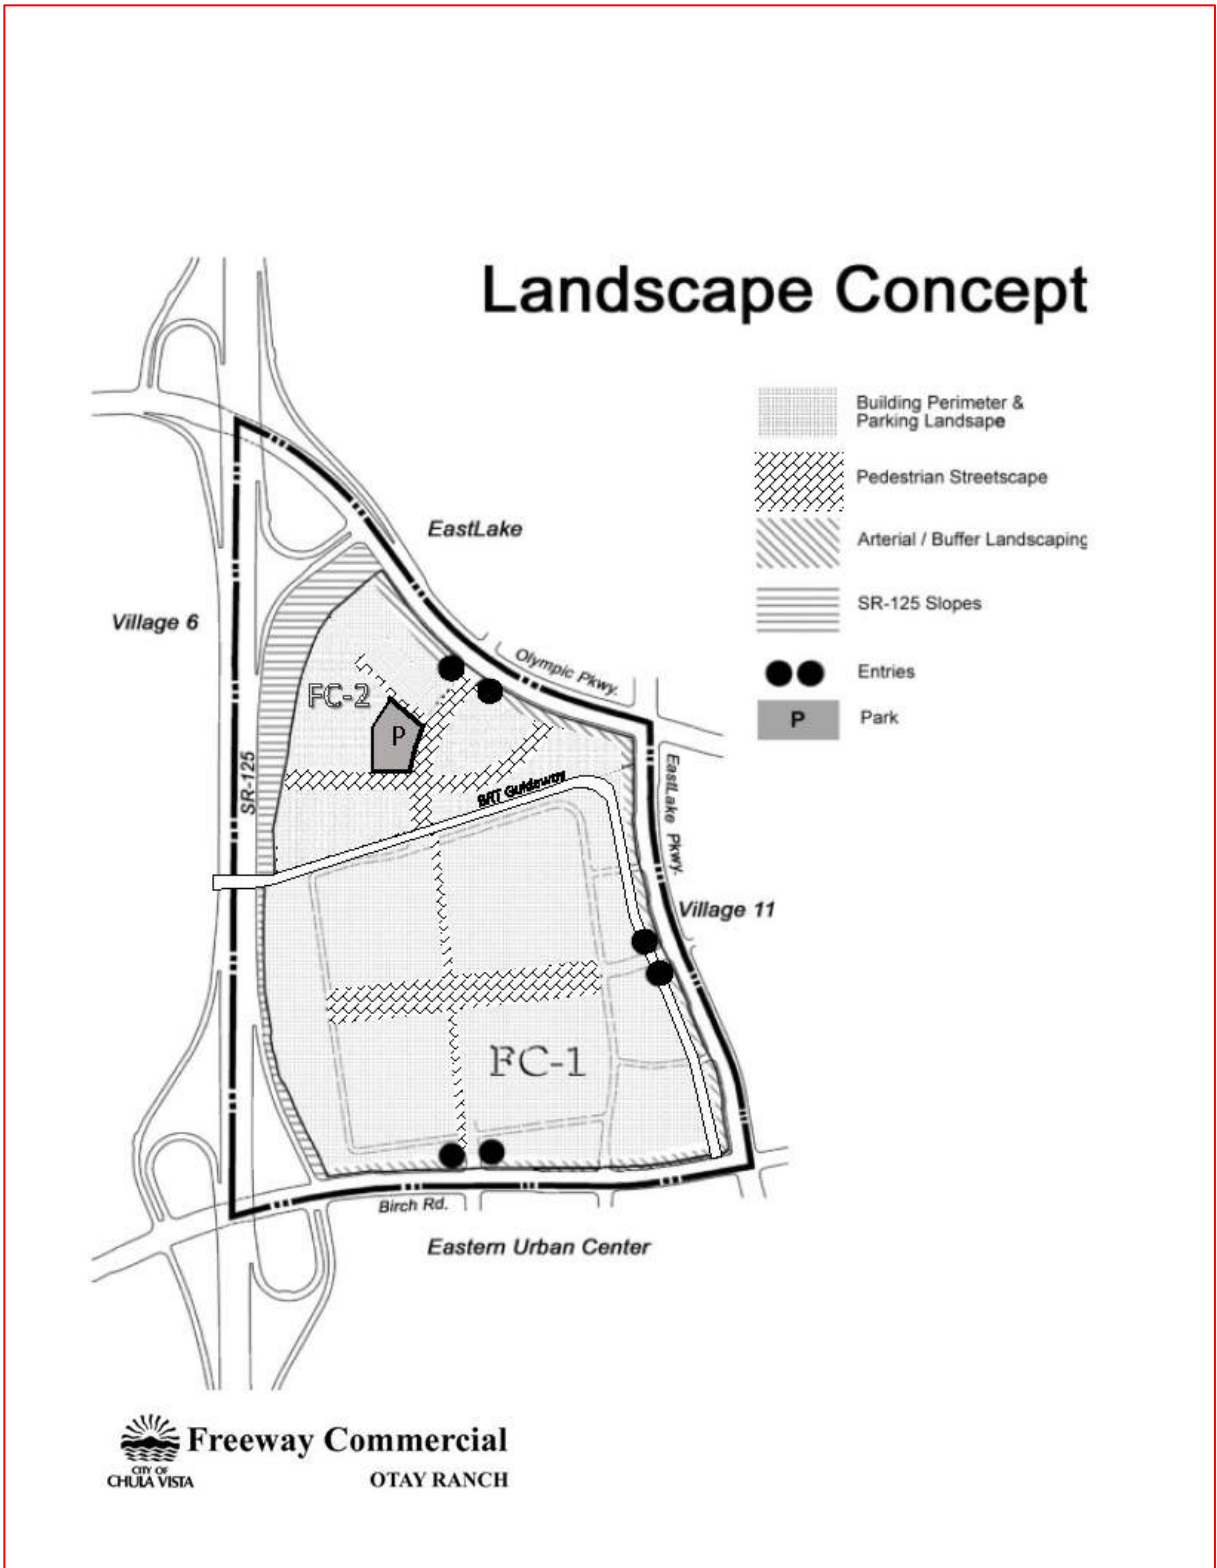 Landscape Concept
Building Perimeter &
Parking Landsape
Pedestrian Streetscape
EastLake
Arterial / Buffer Landscaping
SR-125 Slopes
Village 6
Olympic Pkwy.
Entries
FC-2
P
Park
P
SR-125
EastLake Pkwy.
BRT Guideway
Village 11
FC-1
Birch Rd.
Eastern Urban Center
Freeway Commercial
CITY OF
CHULA VISTA
OTAY RANCH